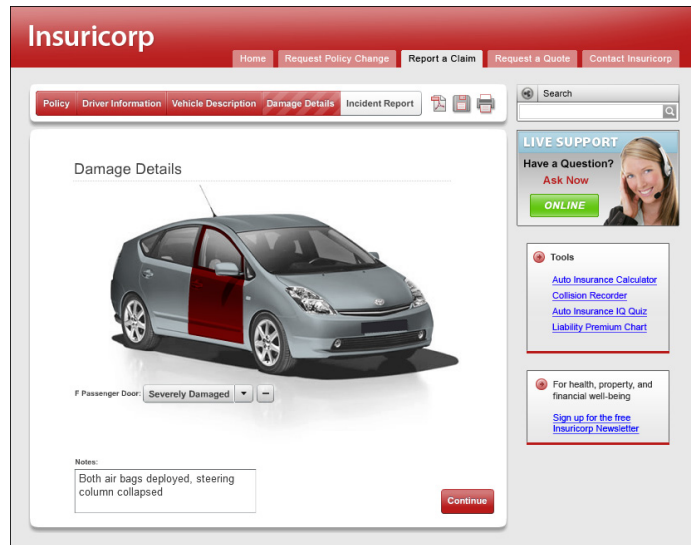 Insuricorp
Home
Request Policy Change
Report a Claim
Request a Quote
Contact Insuricorp
Policy
Driver Information
Vehicle Description
Damage Details
Incident Report
Search
LIVE SUPPORT
Have a Question?
Ask Now
ONLINE
Damage Details
F Passenger Door:
Severely Damaged
Notes:
Both air bags deployed, steering
column collapsed
Continue
Tools
Auto Insurance Calculator
Collision Recorder
Auto Insurance IQ Quiz
Liability Premium Chart
For health, property, and
financial well-being
Sign up for the free
Insuricorp Newsletter